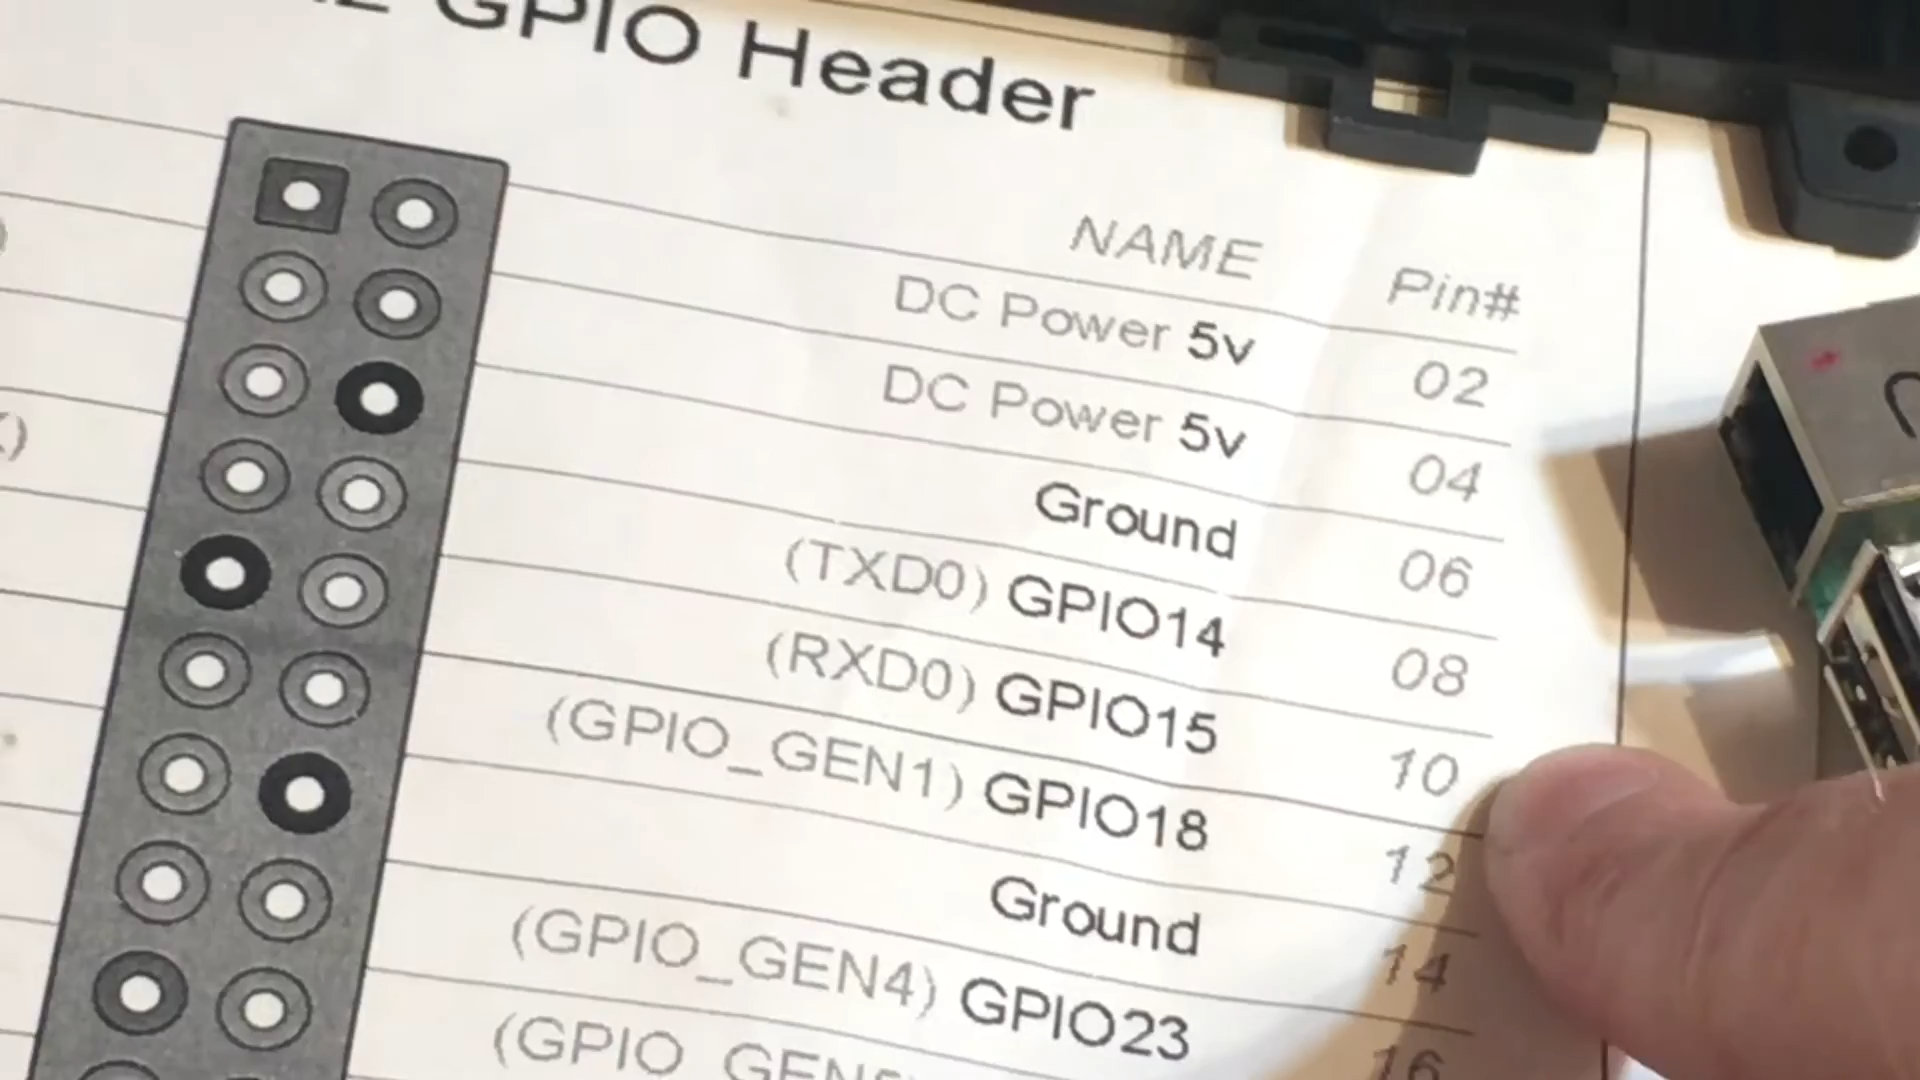 GPIO Header
NAME Pin#
DC Power 5v 02
DC Power 5v 04
Ground 06
(TXD0) GPIO14 08
(RXD0) GPIO15 10
(GPIO_GEN1) GPIO18 12
Ground 14
(GPIO_GEN4) GPIO23 16
(GPIO